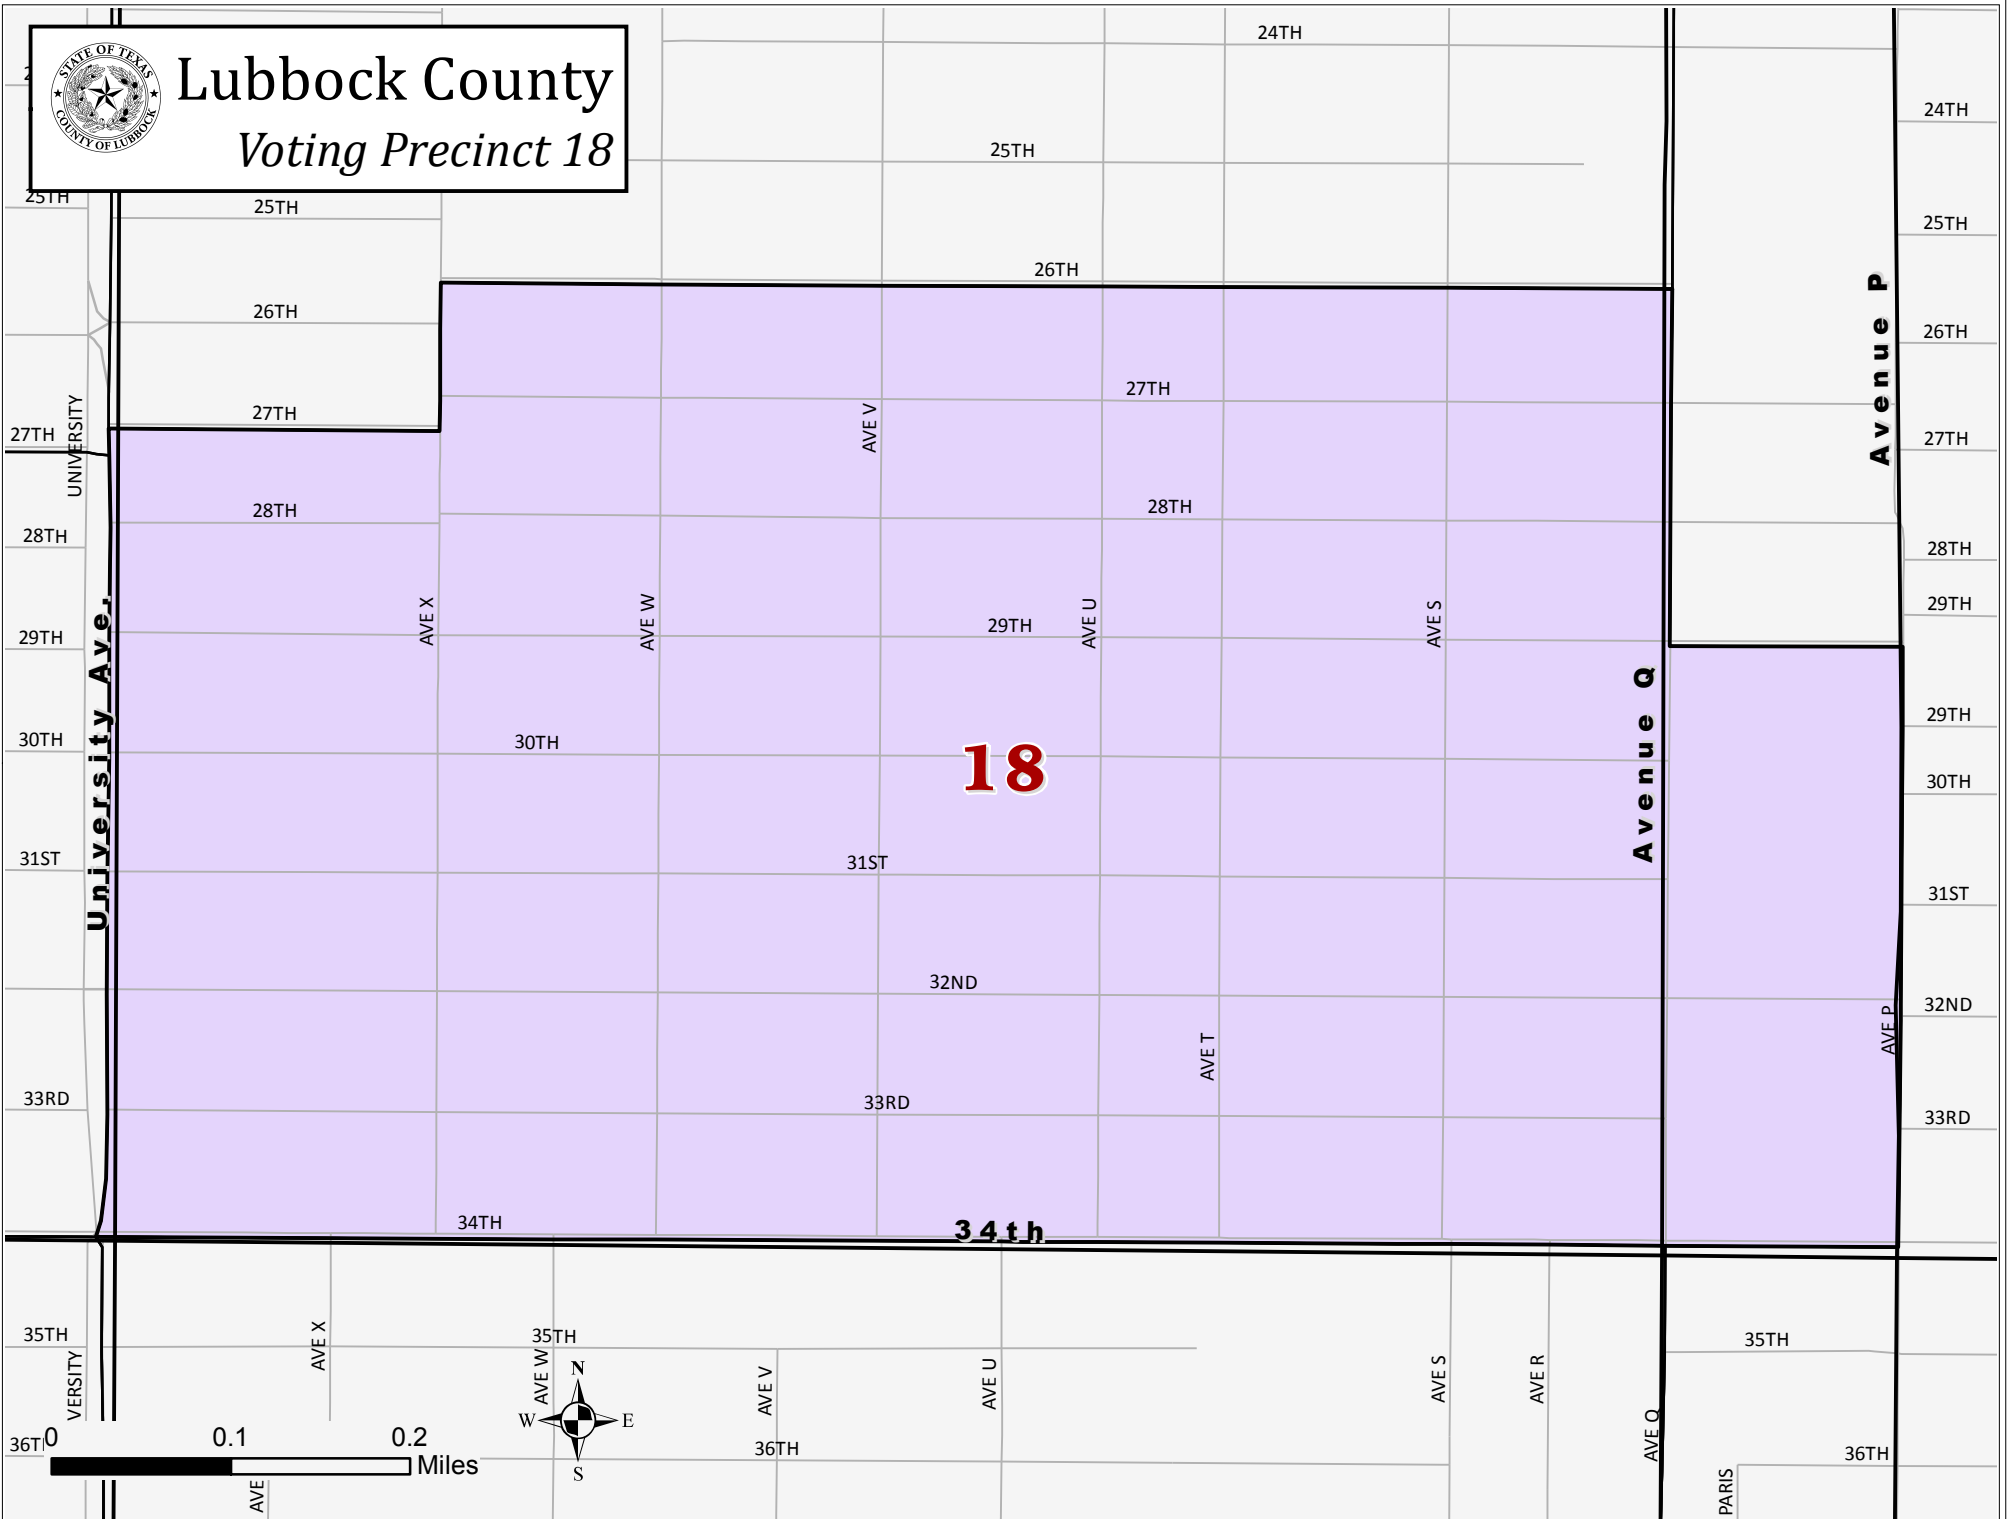 STATE OF TEXAS
COUNTY OF LUBBOCK
Lubbock County
Voting Precinct 18
24TH
24TH
25TH
25TH
25TH
25TH
26TH
26TH
26TH
Avenue P
27TH
27TH
27TH
27TH
UNIVERSITY
AVE V
28TH
28TH
28TH
28TH
29TH
29TH
29TH
29TH
AVE X
AVE W
AVE U
AVE S
University Ave.
Avenue Q
30TH
30TH
30TH
18
31ST
31ST
31ST
32ND
32ND
AVE T
AVE P
33RD
33RD
33RD
34TH
34th
35TH
35TH
35TH
AVE X
AVE W
AVE V
AVE U
AVE S
AVE R
AVE Q
VERSITY
N
W E
S
0 0.1 0.2
Miles
36TH
36TH
AVE
PARIS